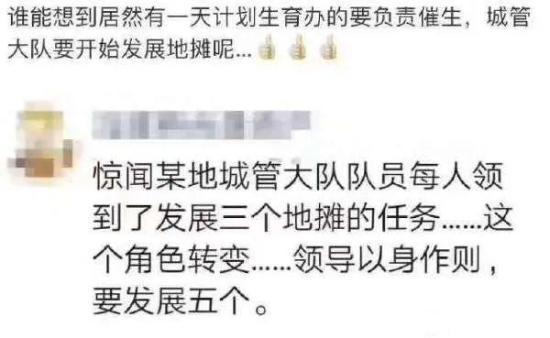 谁能想到居然有一天计划生育办的要负责催生，城管
大队要开始发展地摊呢...👍👍👍
惊闻某地城管大队队员每人领
到了发展三个地摊的任务……这
个角色转变……领导以身作则，
要发展五个。